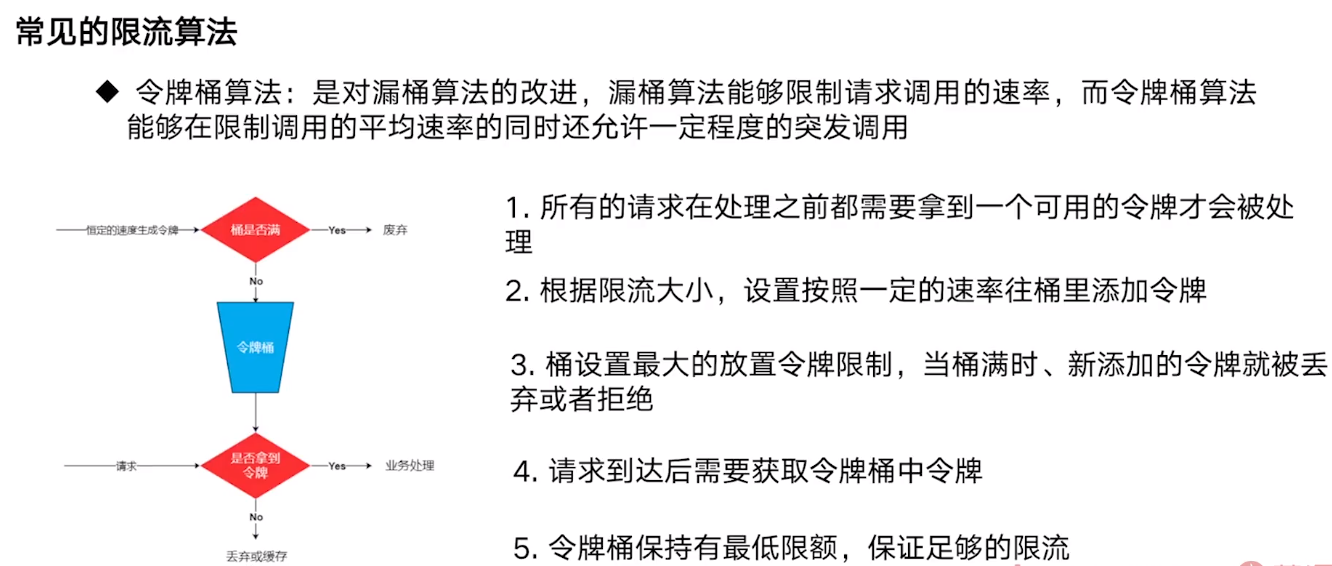 常见的限流算法
◆ 令牌桶算法：是对漏桶算法的改进，漏桶算法能够限制请求调用的速率，而令牌桶算法
能够在限制调用的平均速率的同时还允许一定程度的突发调用
恒定的速度生成令牌
桶是否满
Yes
废弃
No
令牌桶
请求
是否拿到
令牌
Yes
业务处理
No
丢弃或缓存
1. 所有的请求在处理之前都需要拿到一个可用的令牌才会被处
理
2. 根据限流大小，设置按照一定的速率往桶里添加令牌
3. 桶设置最大的放置令牌限制，当桶满时、新添加的令牌就被丢
弃或者拒绝
4. 请求到达后需要获取令牌桶中令牌
5. 令牌桶保持有最低限额，保证足够的限流